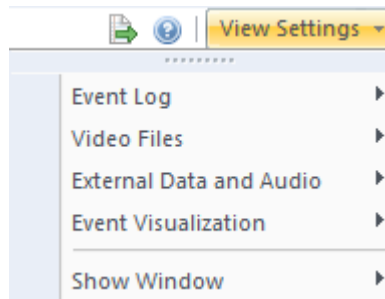 View Settings
Event Log
Video Files
External Data and Audio
Event Visualization
Show Window